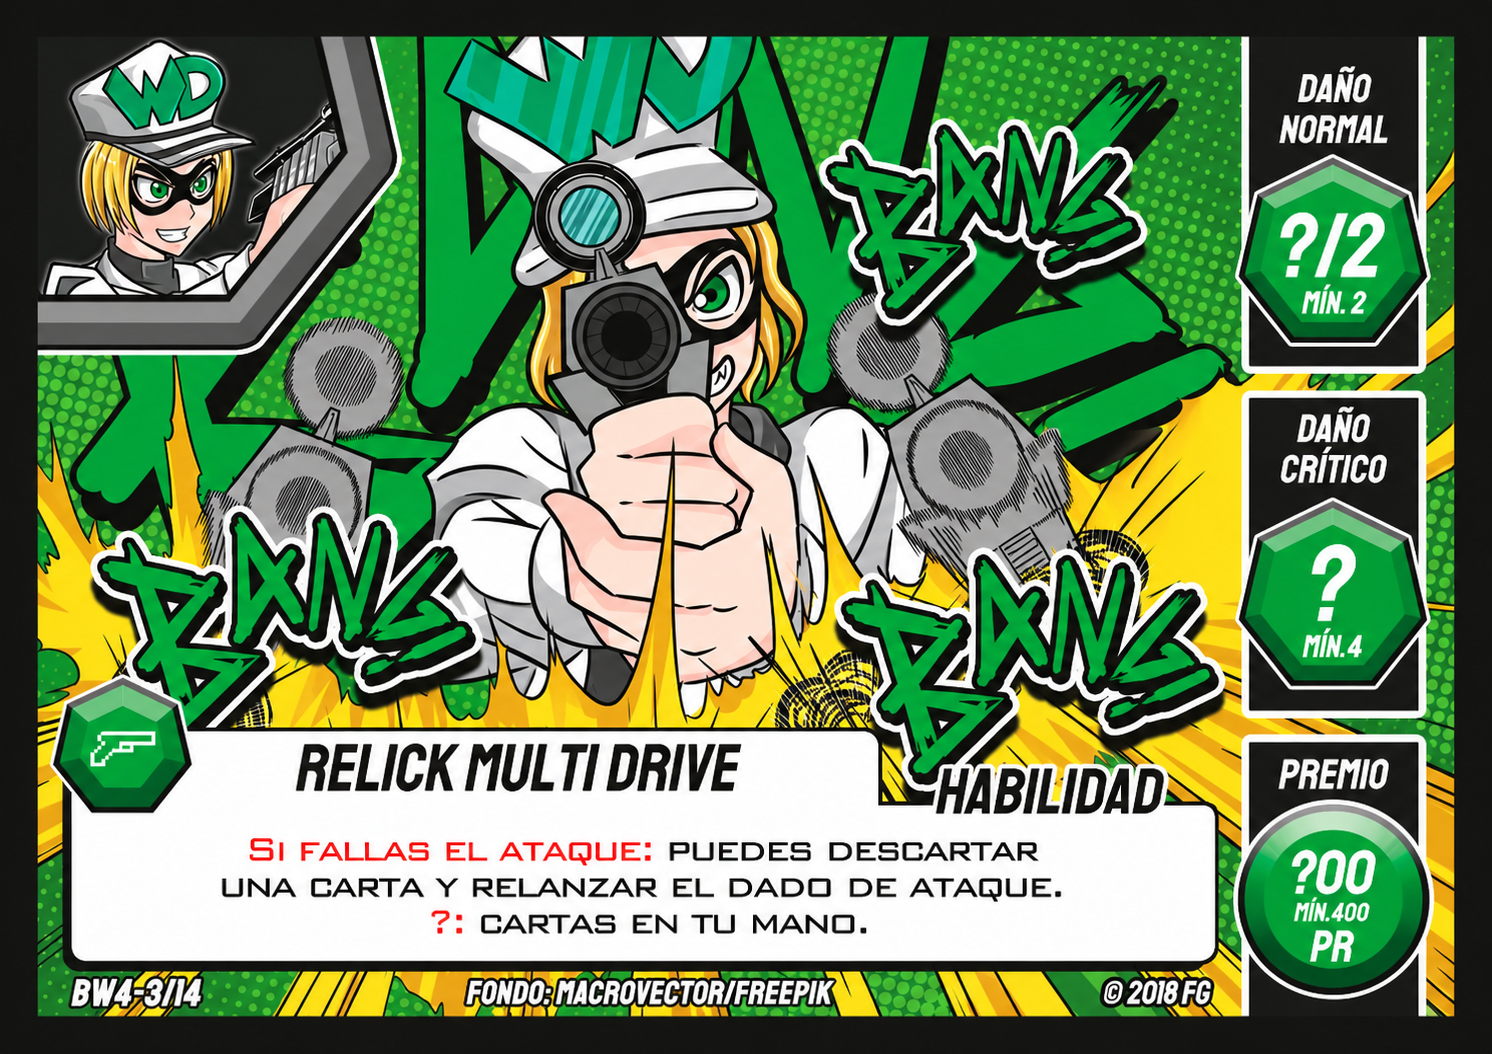 WD
WD
BANG
BANG
BANG
BANG
DAÑO
NORMAL
?/2
MÍN. 2
DAÑO
CRÍTICO
?
MÍN.4
PREMIO
?00
MÍN.400
PR
RELICK MULTI DRIVE
HABILIDAD
Si fallas el ataque: puedes descartar
una carta y relanzar el dado de ataque.
?: cartas en tu mano.
BW4-3/14
FONDO: MACROVECTOR/FREEPIK
© 2018 FG